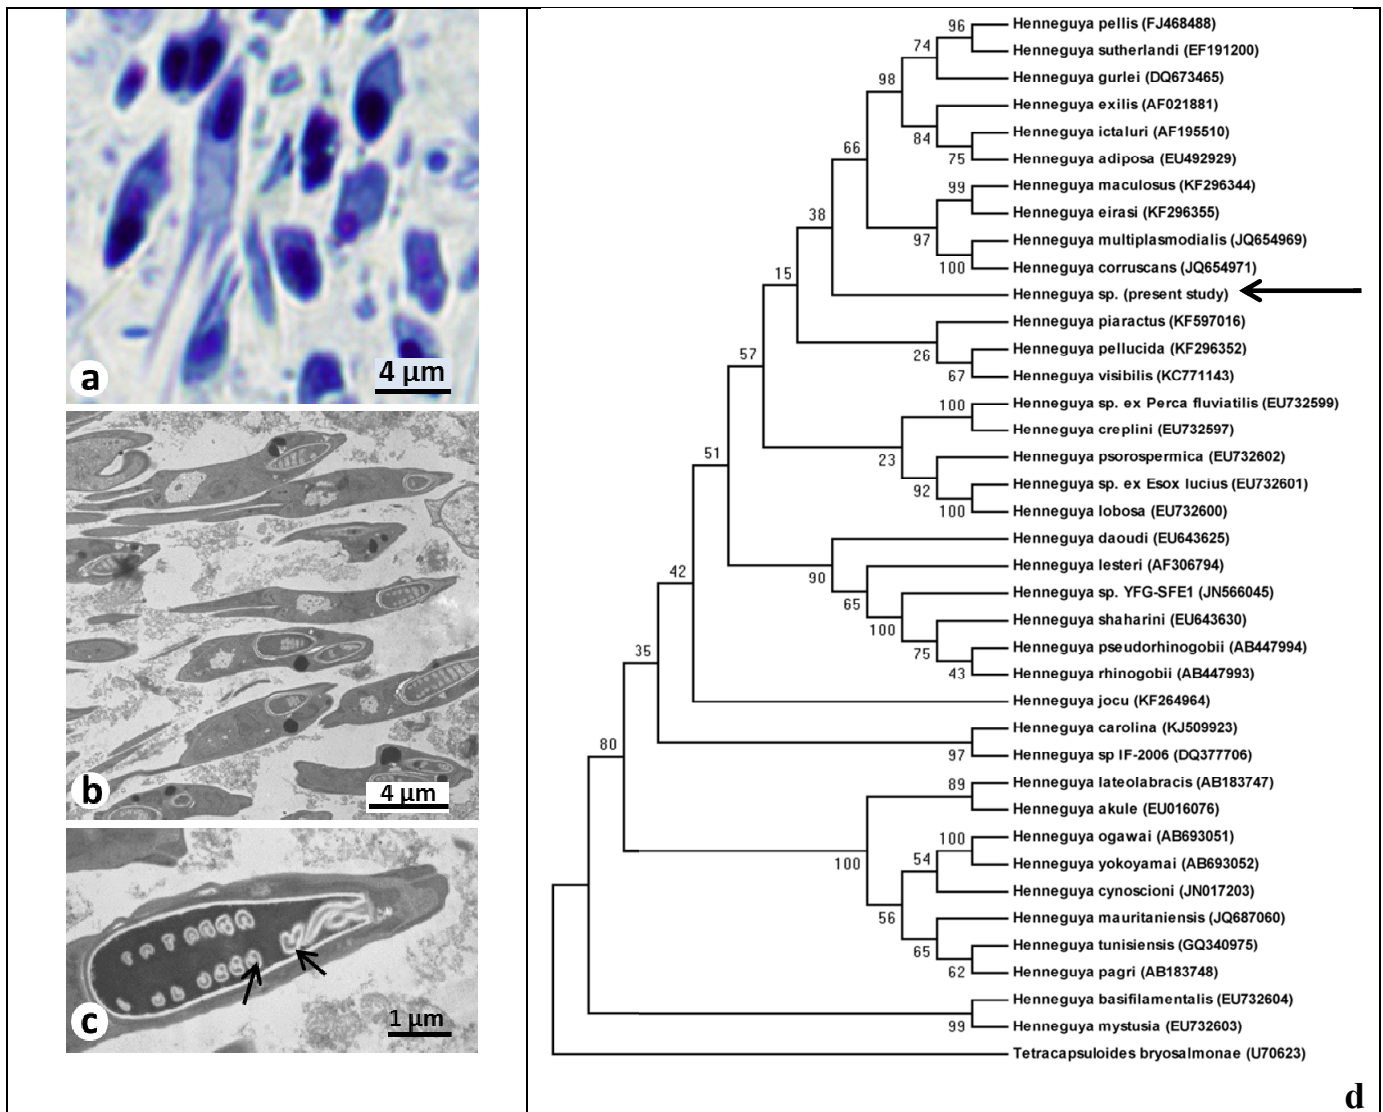 a
4 µm
b
4 µm
c
1 µm
96
Henneguya pellis (FJ468488)
74
Henneguya sutherlandi (EF191200)
98
Henneguya gurlei (DQ673465)
Henneguya exilis (AF021881)
84
Henneguya ictaluri (AF195510)
66
75
Henneguya adiposa (EU492929)
99
Henneguya maculosus (KF296344)
38
Henneguya eirasi (KF296355)
97
Henneguya multiplasmodialis (JQ654969)
100
Henneguya corruscans (JQ654971)
15
Henneguya sp. (present study)
Henneguya piaractus (KF597016)
57
26
Henneguya pellucida (KF296352)
67
Henneguya visibilis (KC771143)
100
Henneguya sp. ex Perca fluviatilis (EU732599)
Henneguya creplini (EU732597)
51
23
Henneguya psorospermica (EU732602)
92
Henneguya sp. ex Esox lucius (EU732601)
100
Henneguya lobosa (EU732600)
Henneguya daoudi (EU643625)
42
90
Henneguya lesteri (AF306794)
65
Henneguya sp. YFG-SFE1 (JN566045)
100
Henneguya shaharini (EU643630)
35
75
Henneguya pseudorhinogobii (AB447994)
43
Henneguya rhinogobii (AB447993)
Henneguya jocu (KF264964)
80
Henneguya carolina (KJ509923)
97
Henneguya sp IF-2006 (DQ377706)
89
Henneguya lateolabracis (AB183747)
Henneguya akule (EU016076)
100
100
Henneguya ogawai (AB693051)
54
Henneguya yokoyamai (AB693052)
Henneguya cynoscioni (JN017203)
56
Henneguya mauritaniensis (JQ687060)
65
Henneguya tunisiensis (GQ340975)
62
Henneguya pagri (AB183748)
Henneguya basifilamentalis (EU732604)
99
Henneguya mystusia (EU732603)
Tetracapsuloides bryosalmonae (U70623)
d